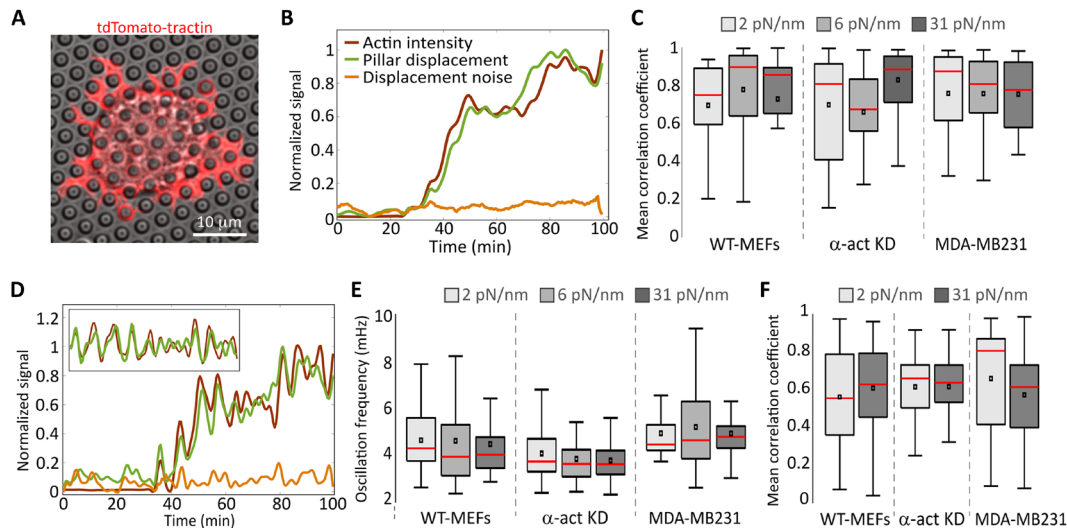 A
tdTomato-tractin
10 μm
B
Normalized signal
1
0.8
0.6
0.4
0.2
0
Actin intensity
Pillar displacement
Displacement noise
0 20 40 60 80 100
Time (min)
C
2 pN/nm 6 pN/nm 31 pN/nm
Mean correlation coefficient
1
0.8
0.6
0.4
0.2
0
WT-MEFs α-act KD MDA-MB231
D
Normalized signal
1.2
1
0.8
0.6
0.4
0.2
0
0 20 40 60 80 100
Time (min)
E
2 pN/nm 6 pN/nm 31 pN/nm
Oscillation frequency (mHz)
10
8
6
4
2
WT-MEFs α-act KD MDA-MB231
F
2 pN/nm 31 pN/nm
Mean correlation coefficient
1
0.8
0.6
0.4
0.2
0
WT-MEFs α-act KD MDA-MB231